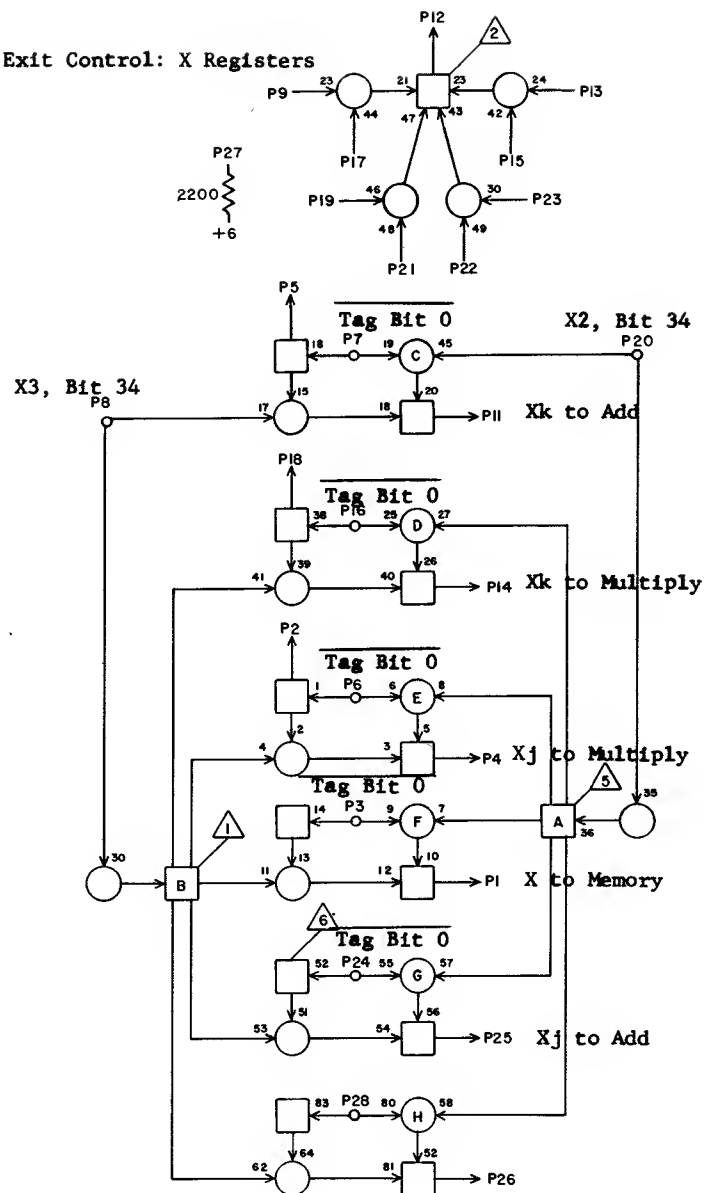 P12
2
Exit Control: X Registers
P9 23 21 23 24 P13
44 47 43 42
P17 P15
P27
2200
+6
P19 46 30 P23
48 49
P21 P22
P5
Tag Bit 0
X2, Bit 34
18 P7 19 C 45 P20
X3, Bit 34
P8
15 20
17 18 P11 Xk to Add
P18
Tag Bit 0
38 P16 25 D 27
39 26
41 40 P14 Xk to Multiply
P2
Tag Bit 0
1 P6 6 E 8
2 5
4 3 P4 Xj to Multiply
Tag Bit 0
5
35
14 P3 9 F 7 A 36
1
13 10
30 B 11 12 P1 X to Memory
6
Tag Bit 0
52 P24 55 G 57
51 56
53 54 P25 Xj to Add
83 P28 80 H 58
64 52
62 81 P26